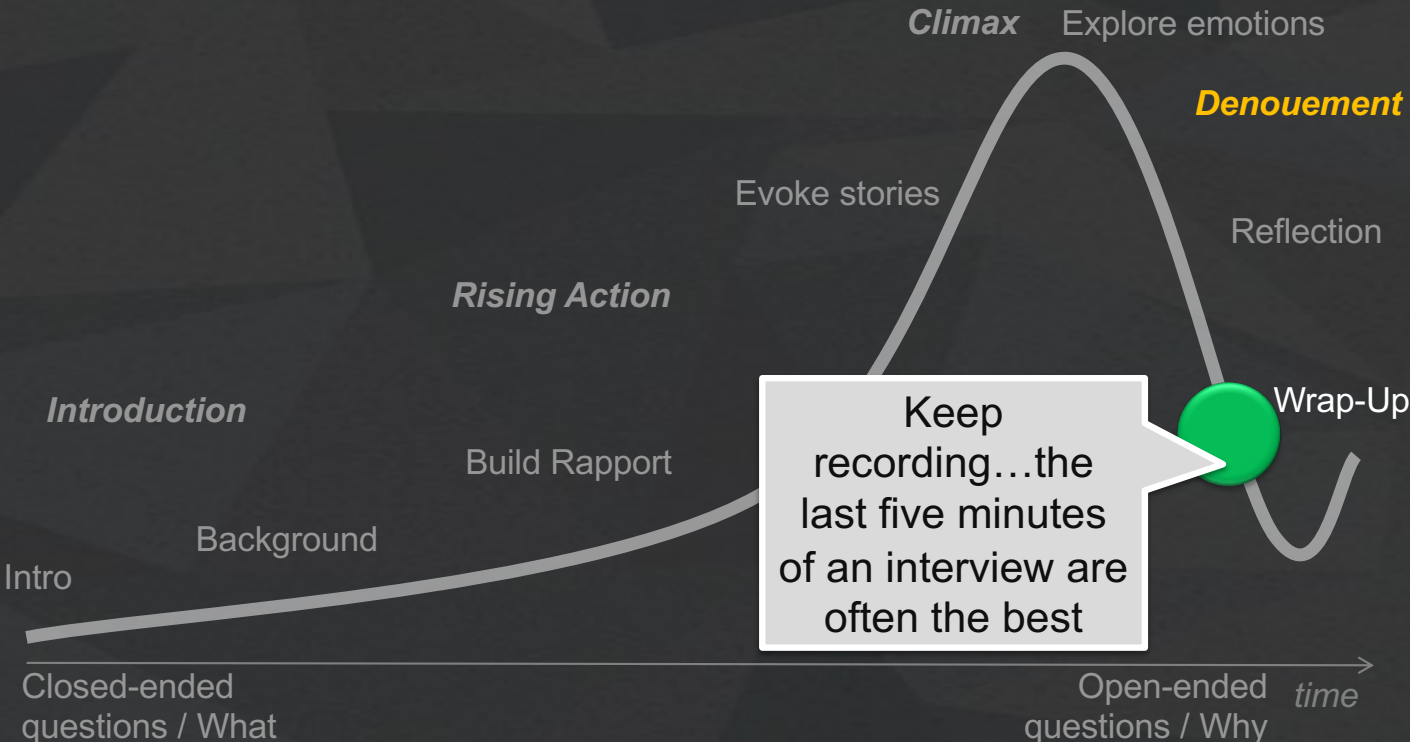 Climax
Explore emotions
Denouement
Evoke stories
Reflection
Rising Action
Introduction
Keep
recording…the
last five minutes
of an interview are
often the best
Wrap-Up
Build Rapport
Background
Intro
Closed-ended
questions / What
Open-ended
questions / Why
time